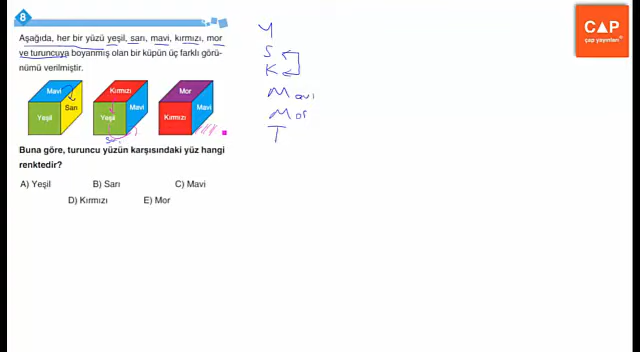 8
Aşağıda, her bir yüzü yeşil, sarı, mavi, kırmızı, mor
ve turuncuya boyanmış olan bir küpün üç farklı görü-
nümü verilmiştir.
Mavi
Sarı
Yeşil
Kırmızı
Mavi
Yeşil
Mor
Mavi
Kırmızı
Buna göre, turuncu yüzün karşısındaki yüz hangi
renktedir?
A) Yeşil B) Sarı C) Mavi
D) Kırmızı E) Mor
Y
S
K
Mavi
Mor
T
ÇAP
çap yayınları